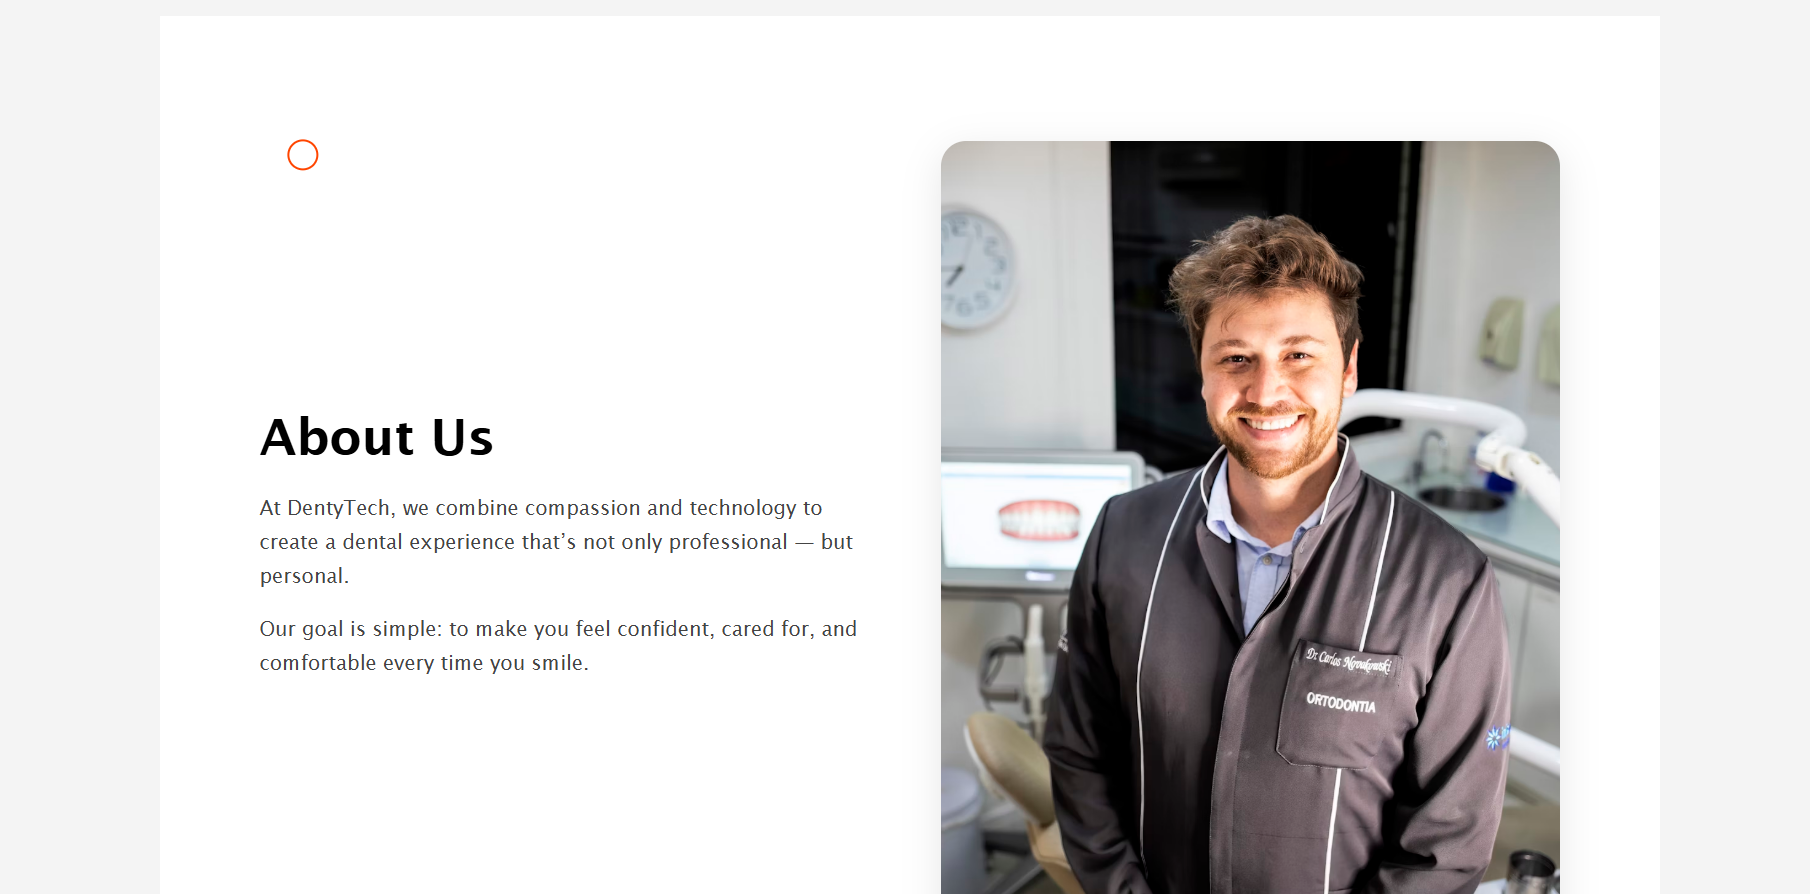 About Us
At DentyTech, we combine compassion and technology to
create a dental experience that’s not only professional — but
personal.
Our goal is simple: to make you feel confident, cared for, and
comfortable every time you smile.
Dr Carlos Novakowski
ORTODONTIA